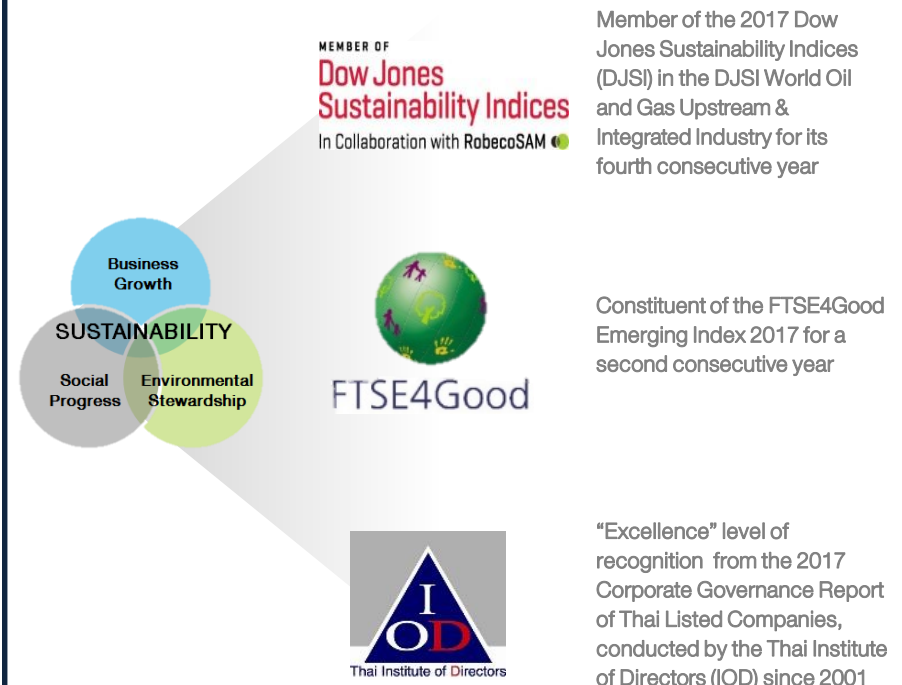 MEMBER OF
Dow Jones
Sustainability Indices
In Collaboration with RobecoSAM
Member of the 2017 Dow
Jones Sustainability Indices
(DJSI) in the DJSI World Oil
and Gas Upstream &
Integrated Industry for its
fourth consecutive year
Business
Growth
SUSTAINABILITY
Social
Progress
Environmental
Stewardship
FTSE4Good
Constituent of the FTSE4Good
Emerging Index 2017 for a
second consecutive year
I
OD
Thai Institute of Directors
“Excellence” level of
recognition from the 2017
Corporate Governance Report
of Thai Listed Companies,
conducted by the Thai Institute
of Directors (IOD) since 2001